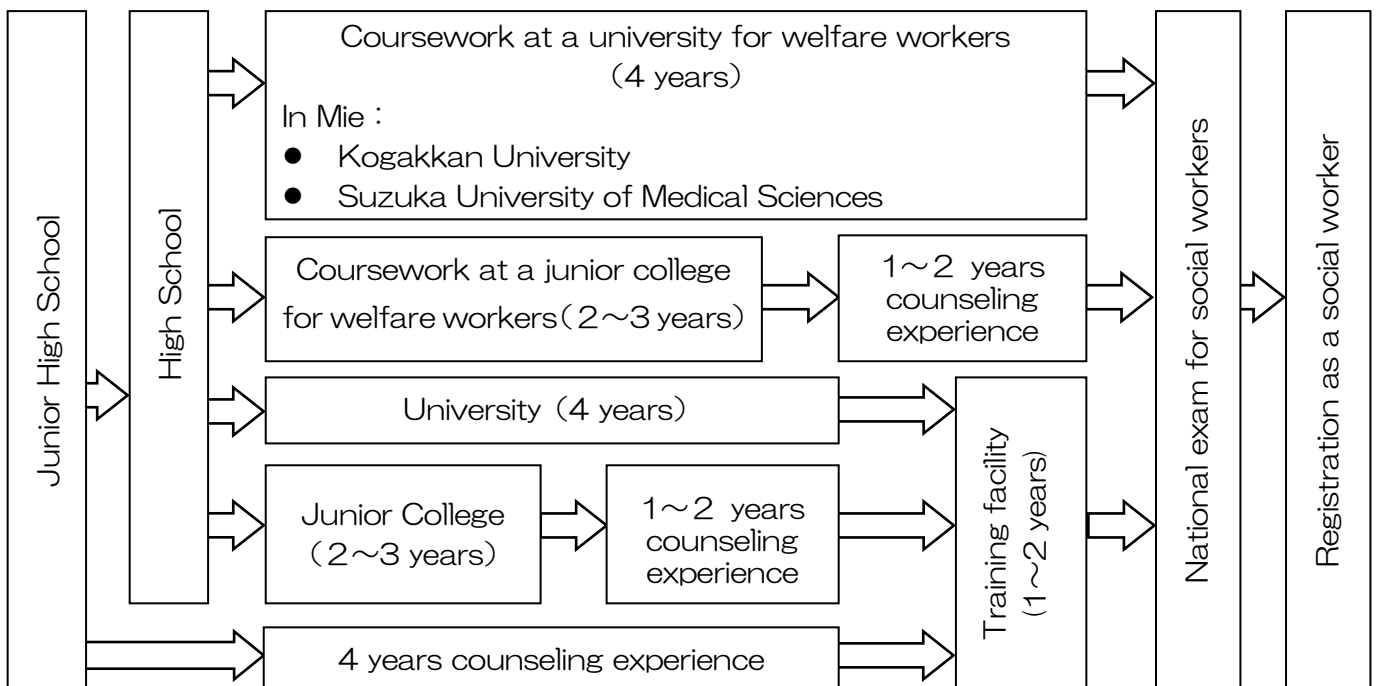 Junior High School
High School
Coursework at a university for welfare workers
（4 years）
In Mie：
● Kogakkan University
● Suzuka University of Medical Sciences
Coursework at a junior college
for welfare workers（2～3 years）
1～2 years
counseling
experience
University（4 years）
Junior College
（2～3 years）
1～2 years
counseling
experience
4 years counseling experience
Training facility
(1～2 years)
National exam for social workers
Registration as a social worker